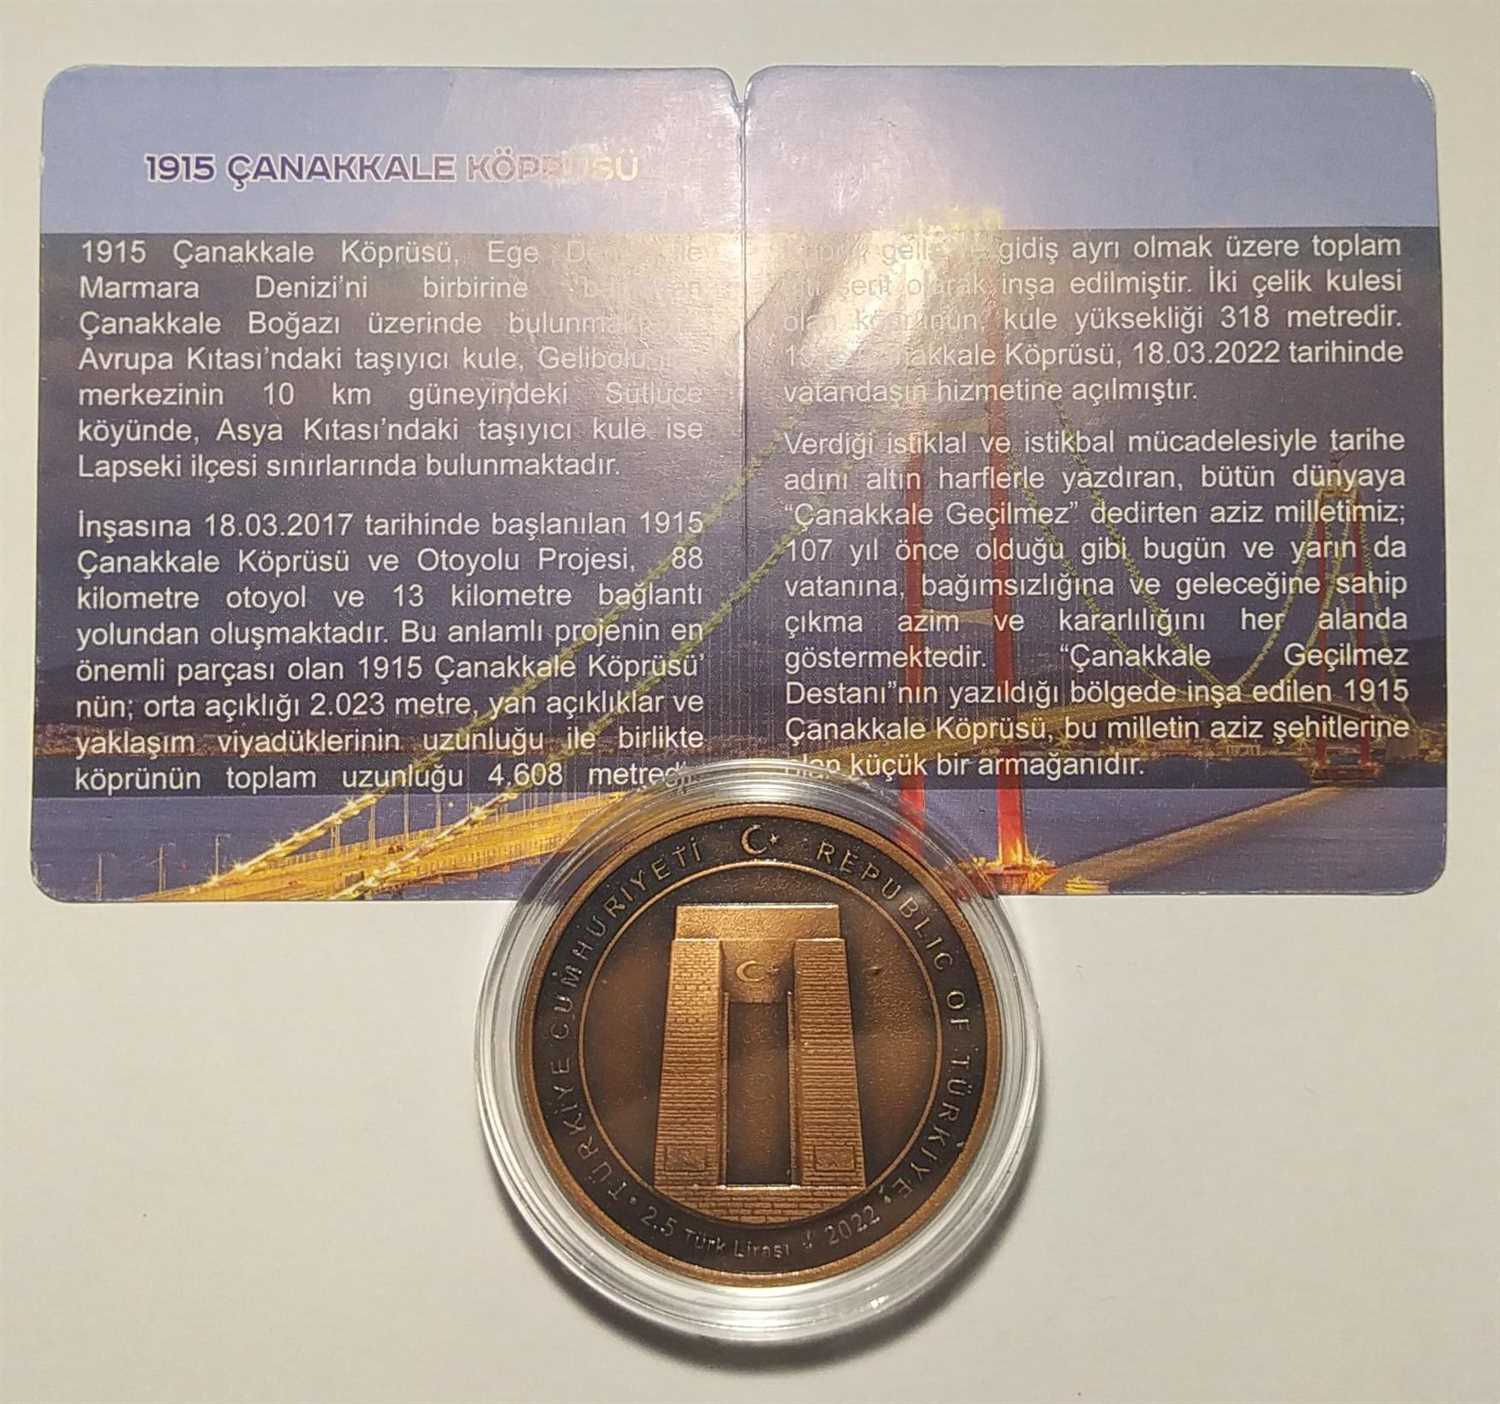 1915 ÇANAKKALE KÖPRÜSÜ
1915 Çanakkale Köprüsü, Ege
Marmara Denizi'ni birbirine
Çanakkale Boğazı üzerinde
Avrupa Kıtası'ndaki taşıyıcı kule, Gelibolu
merkezinin 10 km güneyindeki Sütlüce
köyünde, Asya Kıtası'ndaki taşıyıcı kule ise
Lapseki ilçesi sınırlarında bulunmaktadır.
İnşasına 18.03.2017 tarihinde başlanılan 1915
Çanakkale Köprüsü ve Otoyolu Projesi, 88
kilometre otoyol ve 13 kilometre bağlantı
yolundan oluşmaktadır. Bu anlamlı projenin en
önemli parçası olan 1915 Çanakkale Köprüsü'
nün; orta açıklığı 2.023 metre, yan açıklıklar ve
yaklaşım viyadüklerinin uzunluğu ile birlikte
köprünün toplam uzunluğu 4.608 metredir.
gidiş ayrı olmak üzere toplam
şerit olarak inşa edilmiştir. İki çelik kulesi
olan köprünün, kule yüksekliği 318 metredir.
1915 Çanakkale Köprüsü, 18.03.2022 tarihinde
vatandaşın hizmetine açılmıştır.
Verdiği istiklal ve istikbal mücadelesiyle tarihe
adını altın harflerle yazdıran, bütün dünyaya
“Çanakkale Geçilmez” dedirten aziz milletimiz;
107 yıl önce olduğu gibi bugün ve yarın da
vatanına, bağımsızlığına ve geleceğine sahip
çıkma azim ve kararlılığını her alanda
göstermektedir. “Çanakkale Geçilmez
Destanı”nın yazıldığı bölgede inşa edilen 1915
Çanakkale Köprüsü, bu milletin aziz şehitlerine
olan küçük bir armağanıdır.
TÜRKİYE CUMHURİYETİ
REPUBLIC OF TÜRKİYE
2.5 Türk Lirası 2022